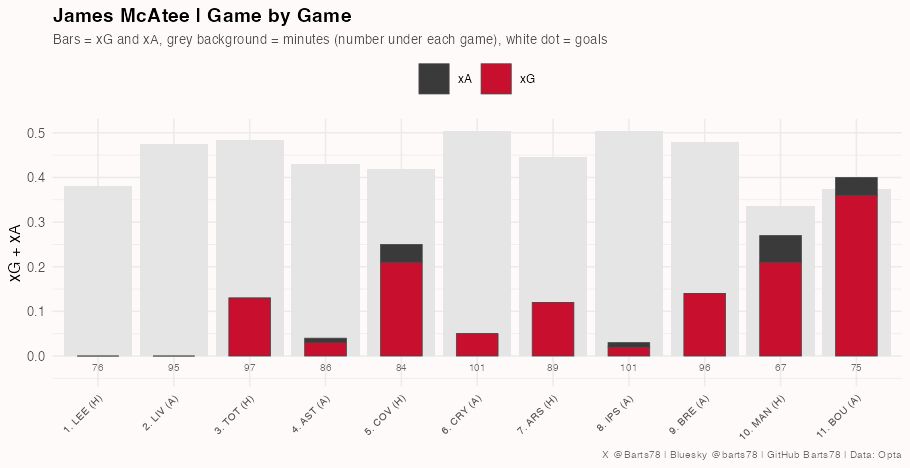 James McAtee | Game by Game
Bars = xG and xA, grey background = minutes (number under each game), white dot = goals
xA xG
xG + xA
0.5
0.4
0.3
0.2
0.1
0.0
76 95 97 86 84 101 89 101 96 67 75
1. LEE (H) 2. LIV (A) 3. TOT (H) 4. AST (A) 5. COV (H) 6. CRY (A) 7. ARS (H) 8. IPS (A) 9. BRE (A) 10. MAN (H) 11. BOU (A)
X @Barts78 | Bluesky @barts78 | GitHub Barts78 | Data: Opta